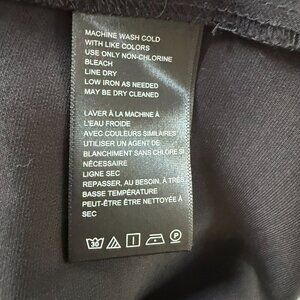 MACHINE WASH COLD
WITH LIKE COLORS
USE ONLY NON-CHLORINE
BLEACH
LINE DRY
LOW IRON AS NEEDED
MAY BE DRY CLEANED
LAVER À LA MACHINE À
L'EAU FROIDE
AVEC COULEURS SIMILAIRES
UTILISER UN AGENT DE
BLANCHIMENT SANS CHLORE SI
NÉCESSAIRE
LIGNE SEC
REPASSER, AU BESOIN, À TRÈS
BASSE TEMPÉRATURE
PEUT-ÊTRE ÊTRE NETTOYÉ À
SEC
30 P